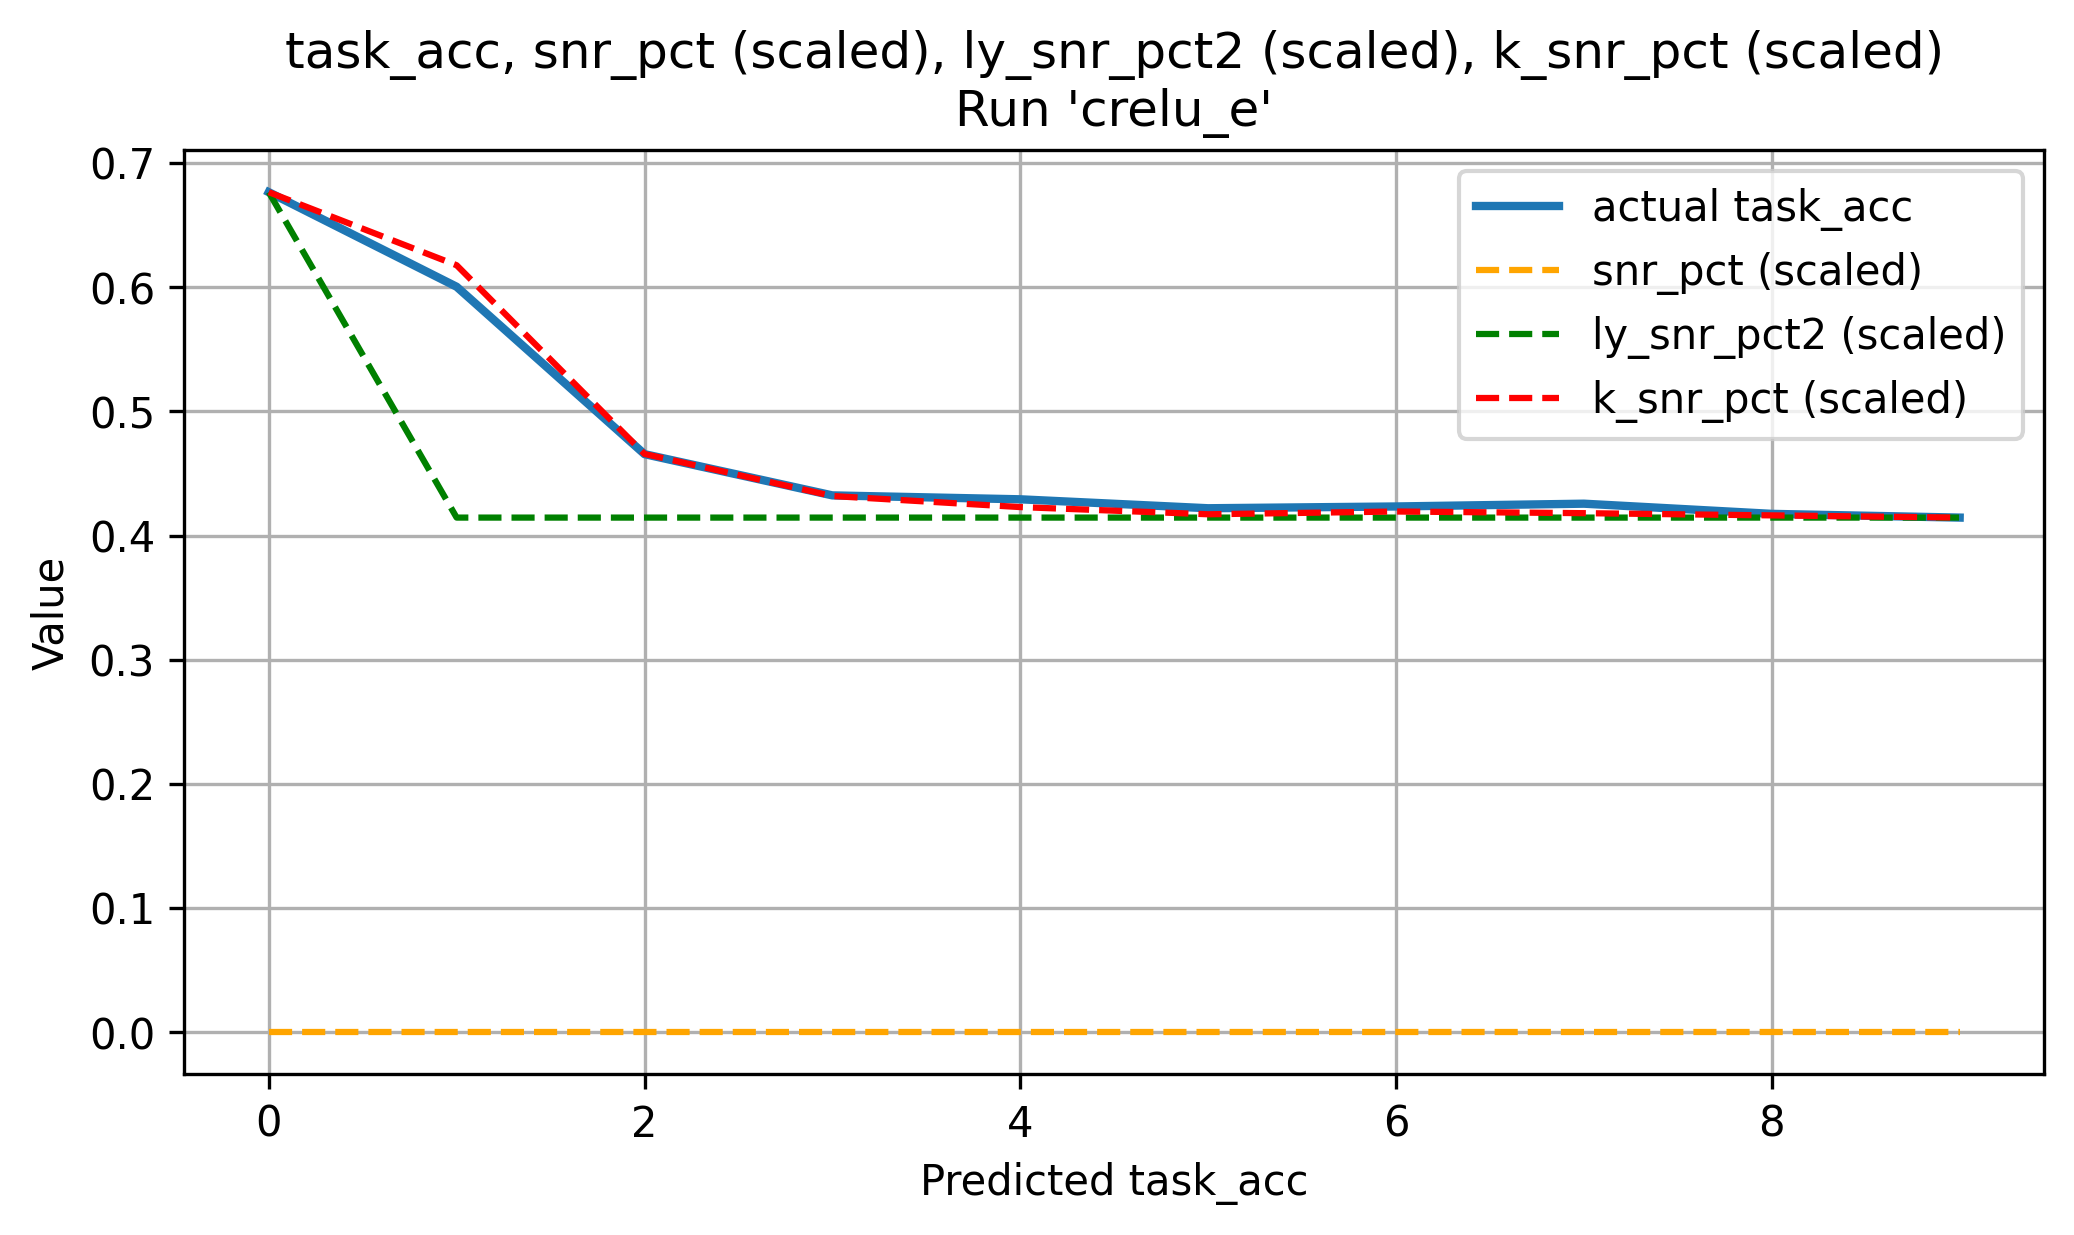 task_acc, snr_pct (scaled), ly_snr_pct2 (scaled), k_snr_pct (scaled)
Run 'crelu_e'
actual task_acc
snr_pct (scaled)
ly_snr_pct2 (scaled)
k_snr_pct (scaled)
Value
0.7
0.6
0.5
0.4
0.3
0.2
0.1
0.0
0 2 4 6 8
Predicted task_acc